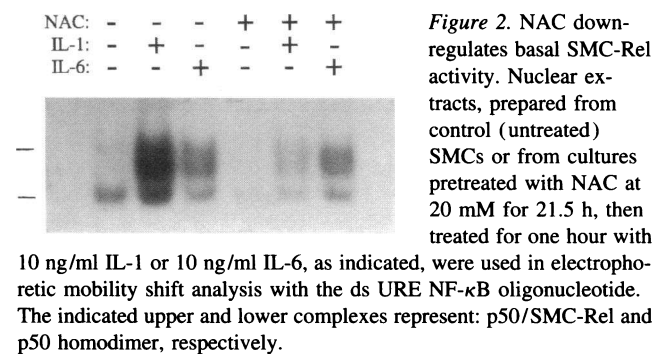 NAC: - - - + + +
IL-1: - + - - + -
IL-6: - - + - - +
Figure 2. NAC down-
regulates basal SMC-Rel
activity. Nuclear ex-
tracts, prepared from
control (untreated)
SMCs or from cultures
pretreated with NAC at
20 mM for 21.5 h, then
treated for one hour with
10 ng/ml IL-1 or 10 ng/ml IL-6, as indicated, were used in electropho-
retic mobility shift analysis with the ds URE NF-κB oligonucleotide.
The indicated upper and lower complexes represent: p50/SMC-Rel and
p50 homodimer, respectively.